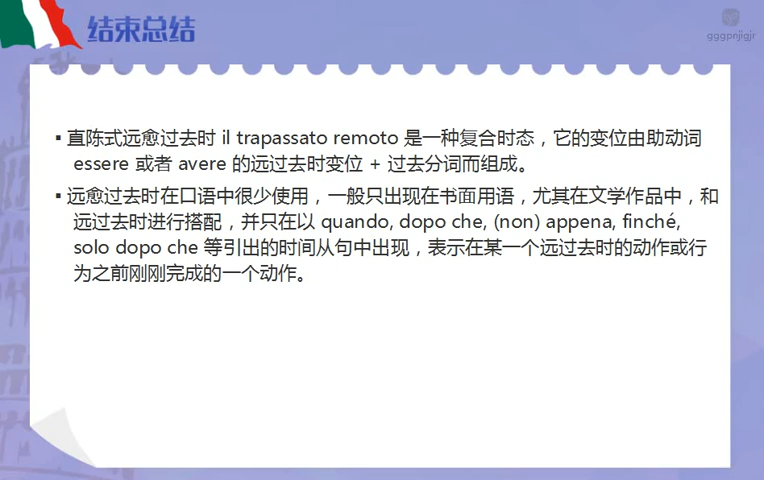 结束总结
gggpnjigjr
▪ 直陈式远愈过去时 il trapassato remoto 是一种复合时态，它的变位由助动词
essere 或者 avere 的远过去时变位 + 过去分词而组成。
▪ 远愈过去时在口语中很少使用，一般只出现在书面用语，尤其在文学作品中，和
远过去时进行搭配，并只在以 quando, dopo che, (non) appena, finché,
solo dopo che 等引出的时间从句中出现，表示在某一个远过去时的动作或行
为之前刚刚完成的一个动作。